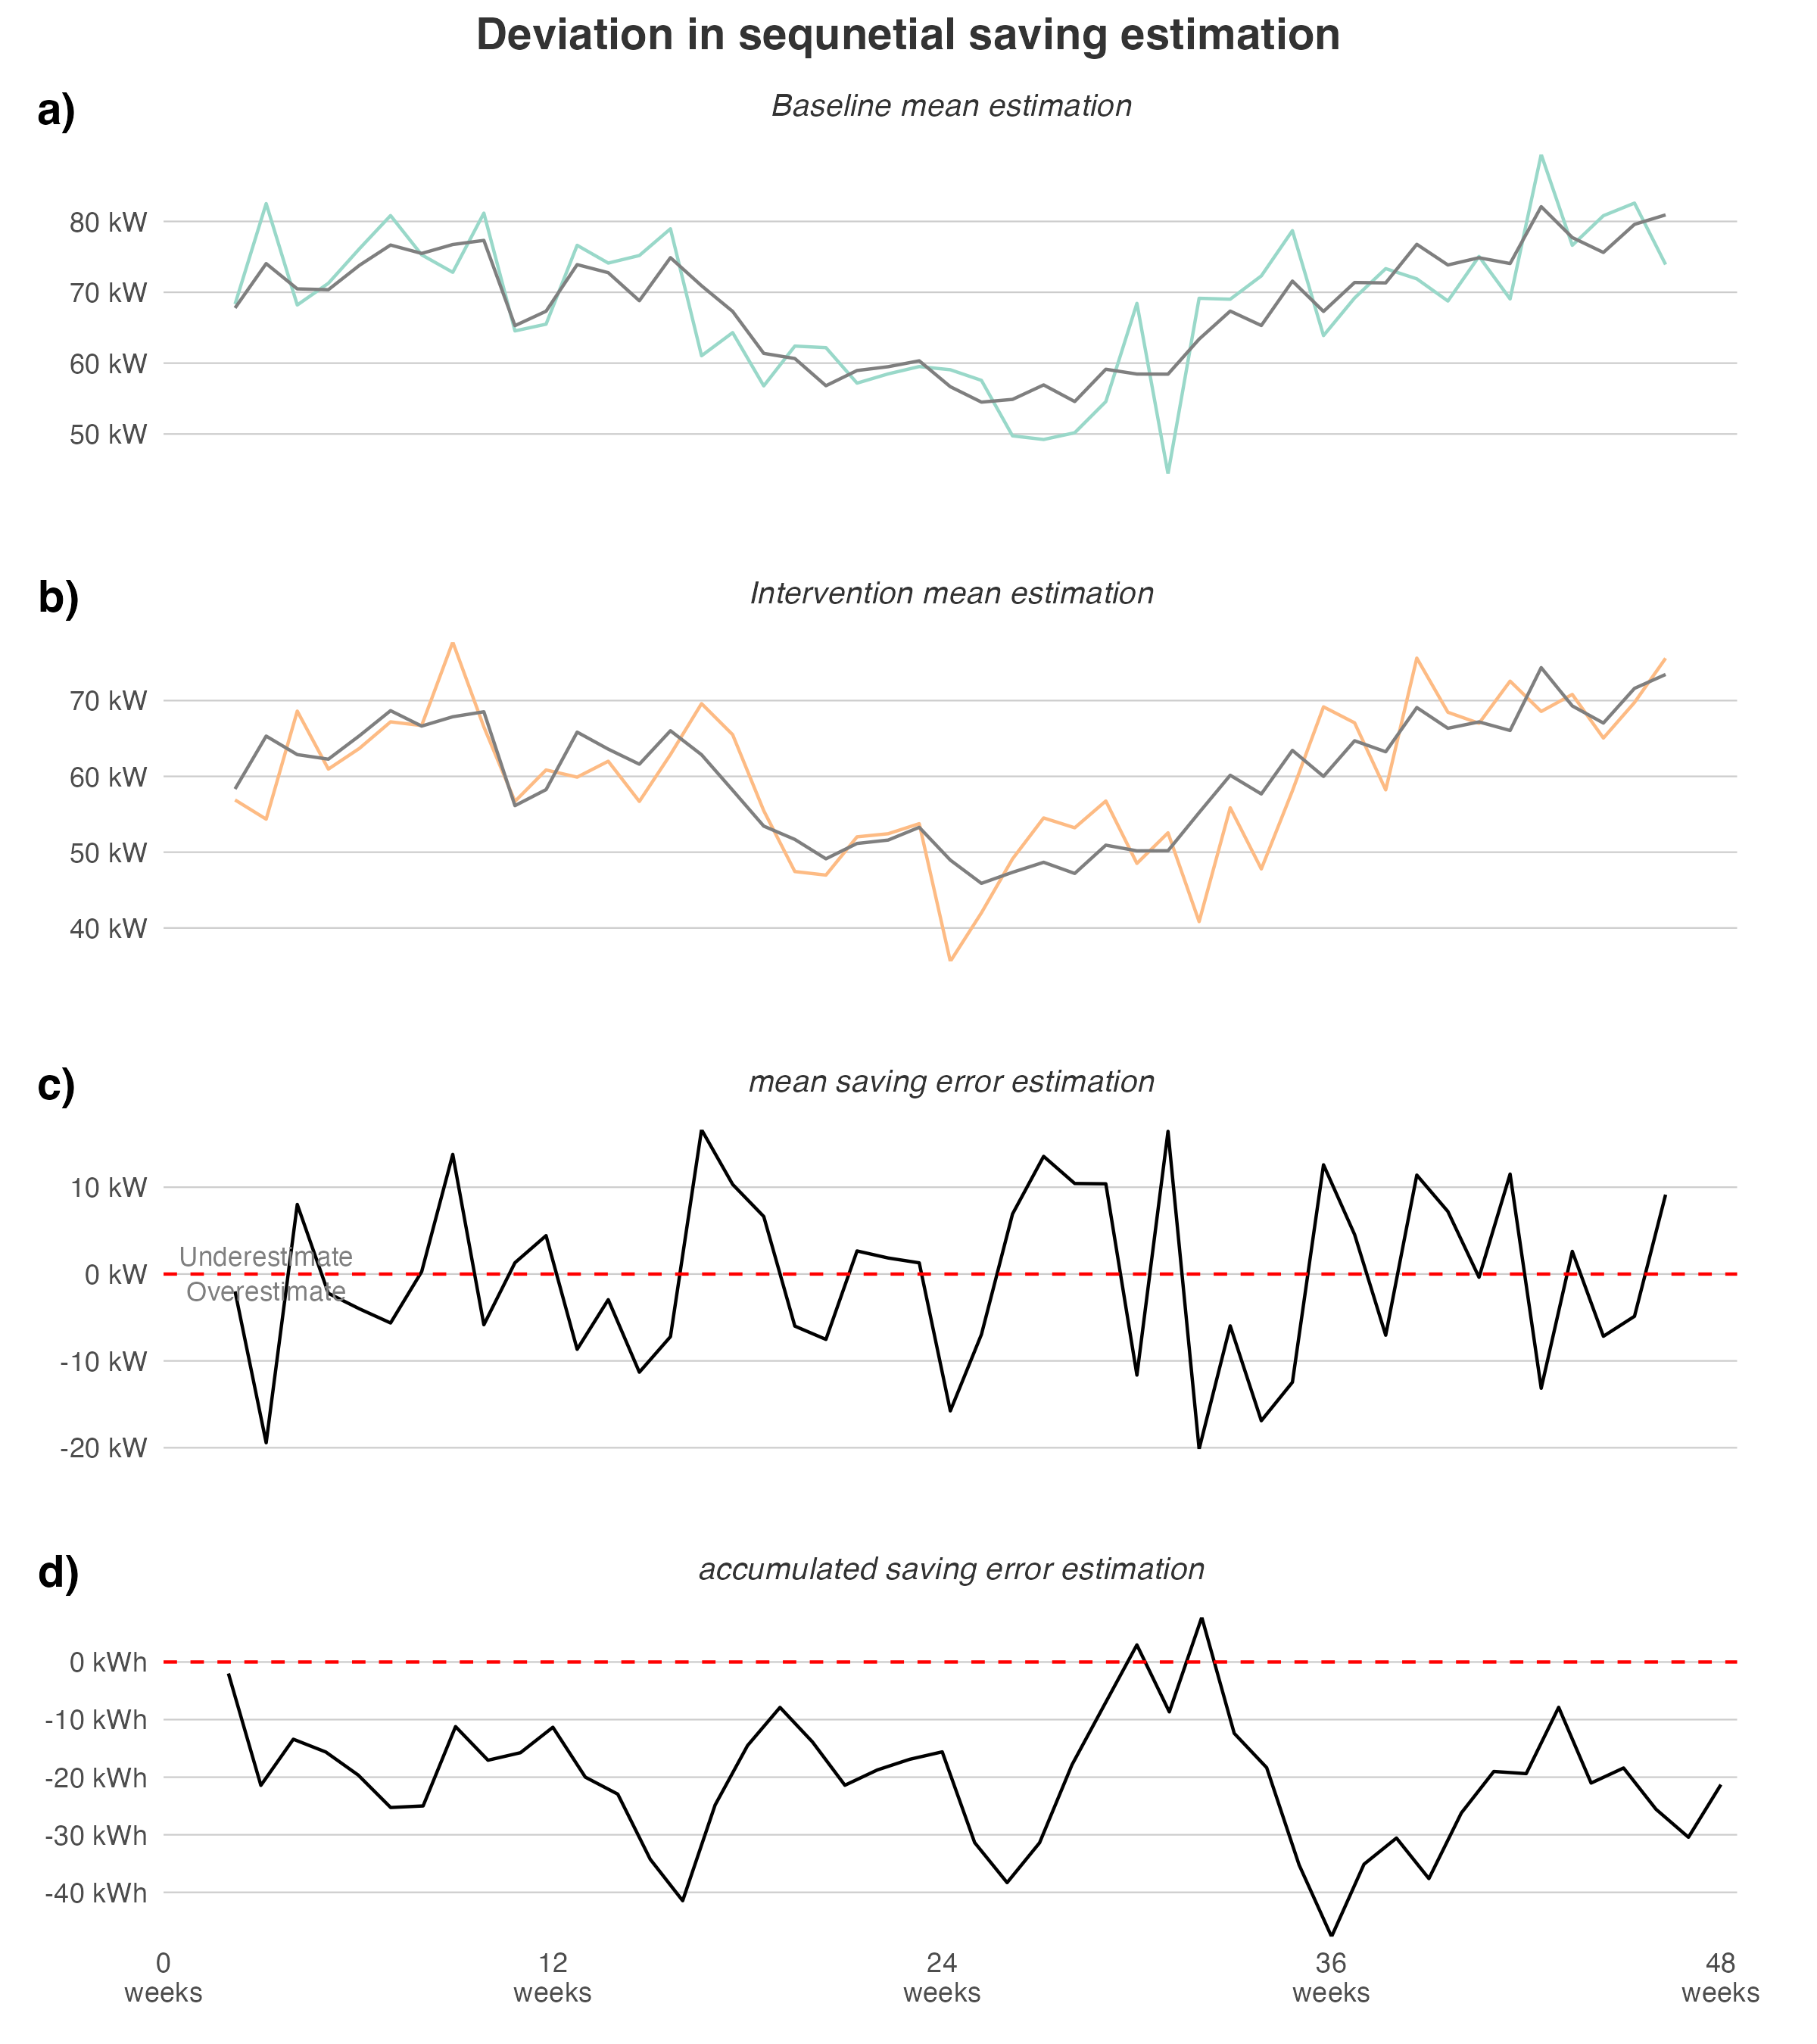 Deviation in sequnetial saving estimation
a)
Baseline mean estimation
80 kW
70 kW
60 kW
50 kW
b)
Intervention mean estimation
70 kW
60 kW
50 kW
40 kW
c)
mean saving error estimation
10 kW
Underestimate
0 kW
Overestimate
-10 kW
-20 kW
d)
accumulated saving error estimation
0 kWh
-10 kWh
-20 kWh
-30 kWh
-40 kWh
0 12 24 36 48
weeks weeks weeks weeks weeks